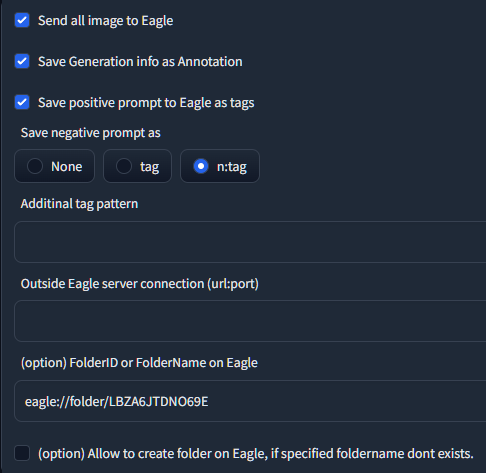 Send all image to Eagle
Save Generation info as Annotation
Save positive prompt to Eagle as tags
Save negative prompt as
None
tag
n:tag
Additinal tag pattern
Outside Eagle server connection (url:port)
(option) FolderID or FolderName on Eagle
eagle://folder/LBZA6JTDNO69E
(option) Allow to create folder on Eagle, if specified foldername dont exists.